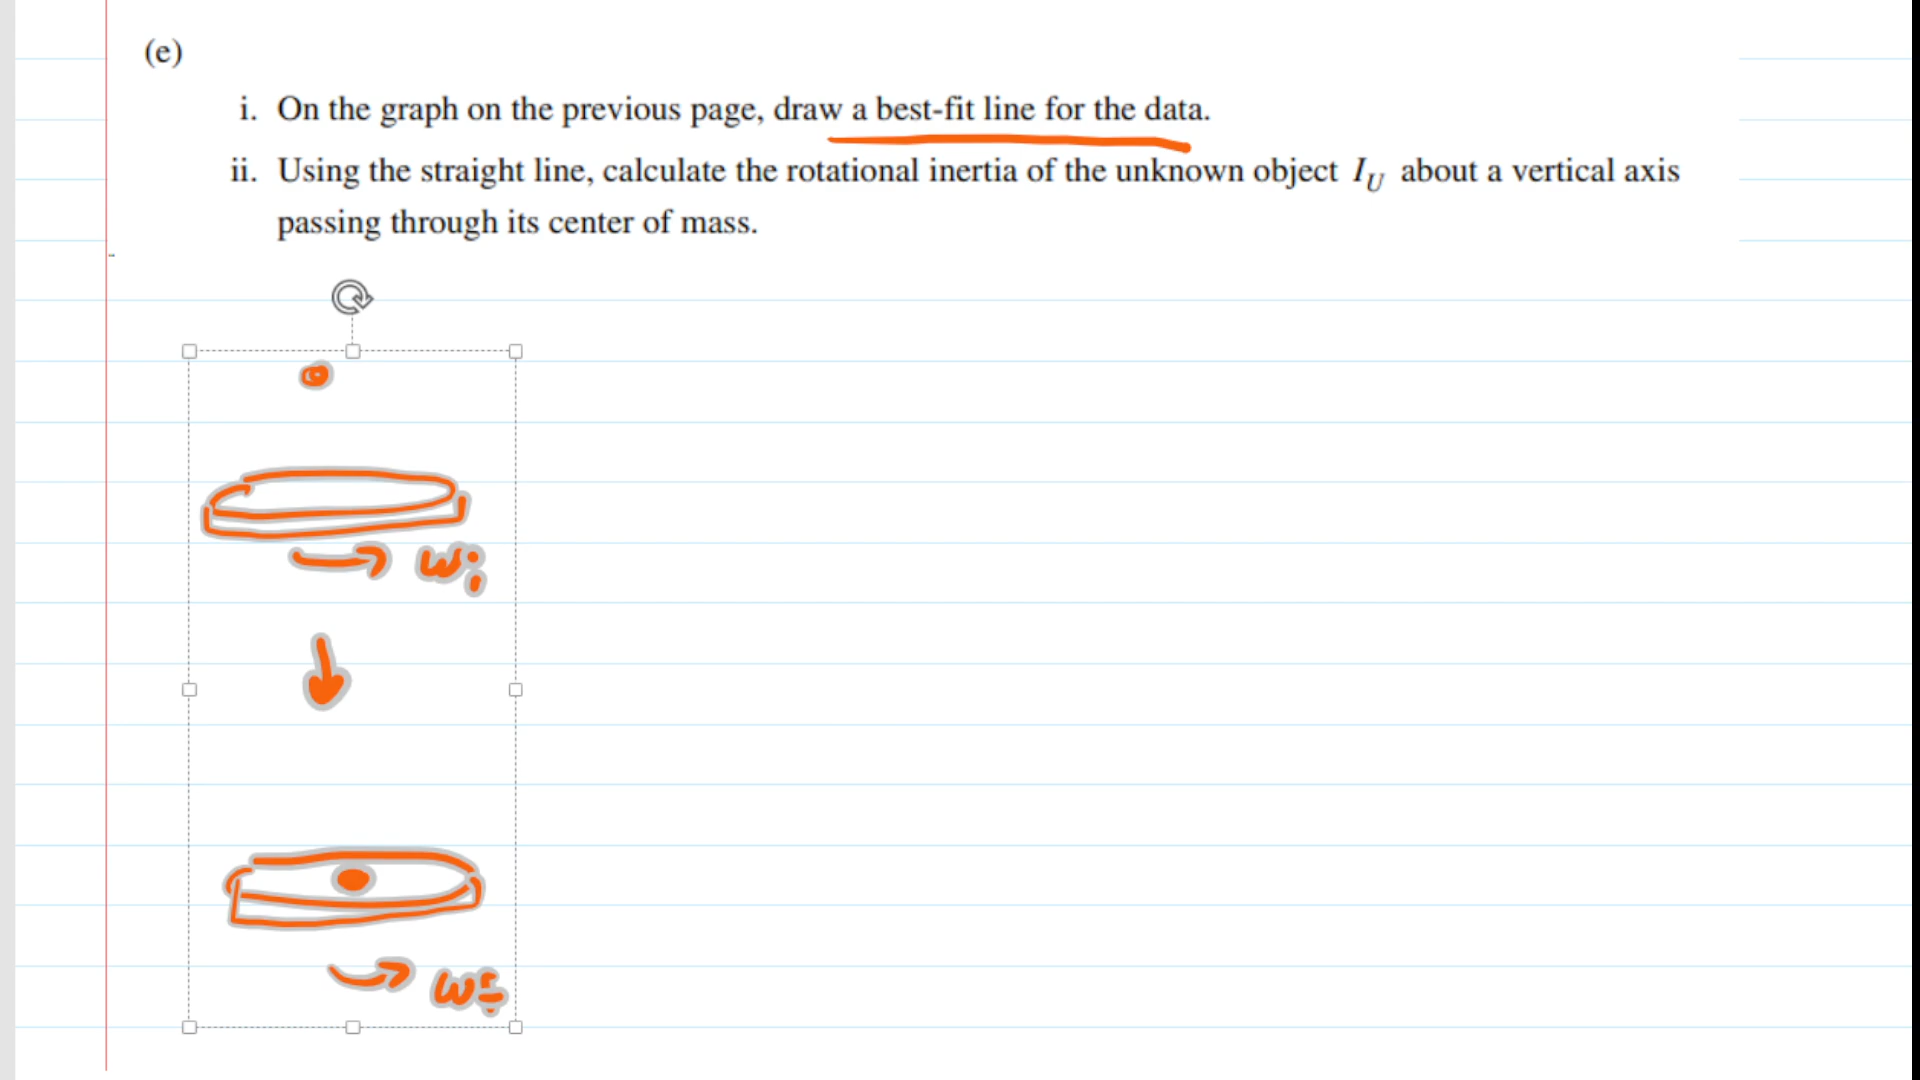 (e)
i. On the graph on the previous page, draw a best-fit line for the data.
ii. Using the straight line, calculate the rotational inertia of the unknown object I_U about a vertical axis
passing through its center of mass.
ωi
ωf